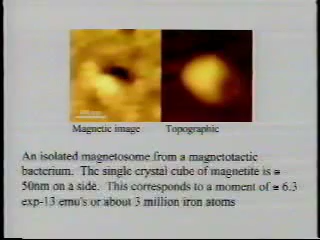 Magnetic image Topographic
An isolated magnetosome from a magnetotactic
bacterium. The single crystal cube of magnetite is ≅
50nm on a side. This corresponds to a moment of ≅ 6.3
exp-13 emu's or about 3 million iron atoms